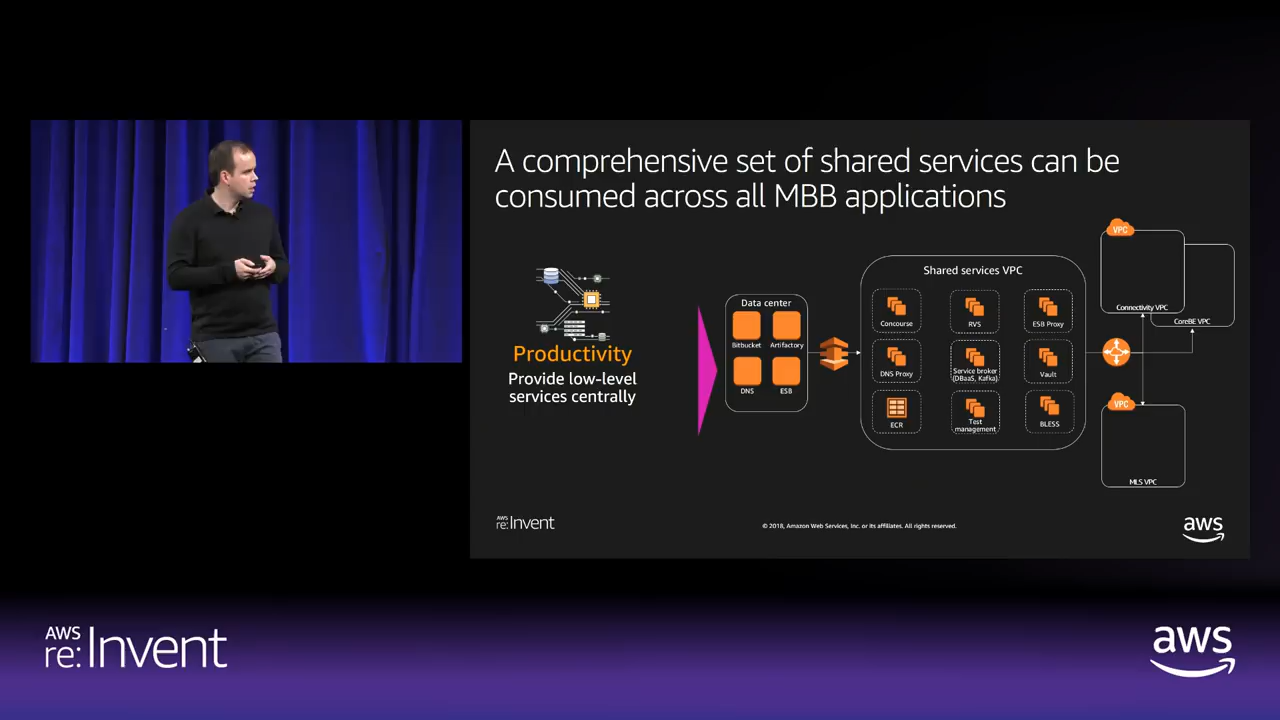 A comprehensive set of shared services can be
consumed across all MBB applications
Productivity
Provide low-level
services centrally
Data center
Bitbucket
Artifactory
DNS
ESB
Shared services VPC
Concourse
RVS
ESB Proxy
DNS Proxy
Service broker
(DBaaS, Kafka)
Vault
ECR
Test
management
BLESS
VPC
Connectivity VPC
CoreBE VPC
VPC
MLS VPC
AWS
re:Invent
© 2018, Amazon Web Services, Inc. or its affiliates. All rights reserved.
aws
AWS
re:Invent
aws